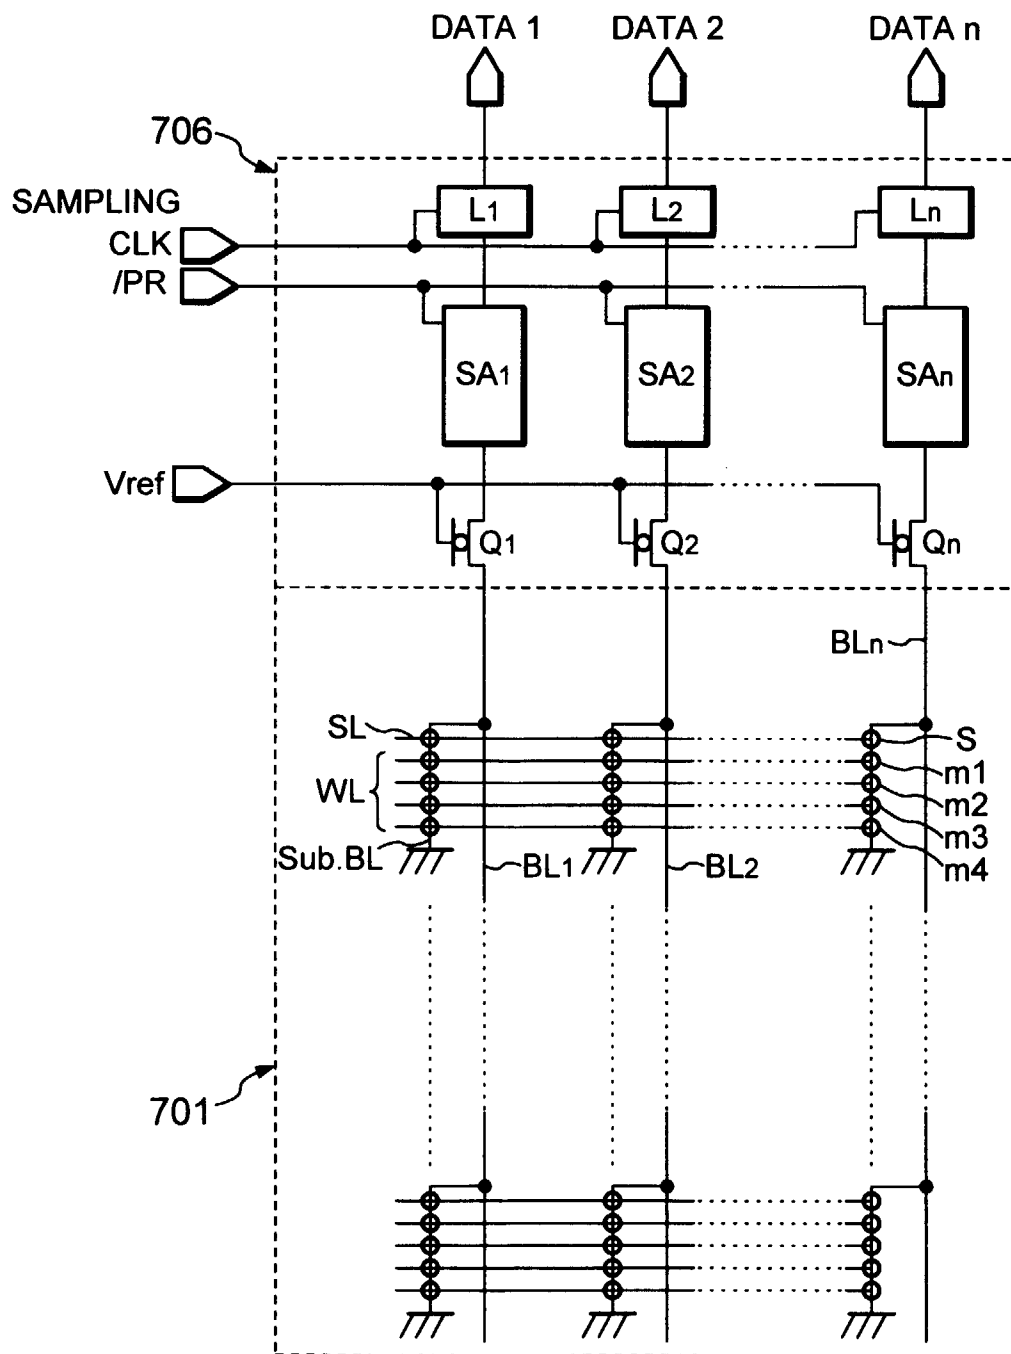 DATA 1 DATA 2 DATA n
706
SAMPLING
CLK
L1 L2 Ln
/PR
SA1 SA2 SAn
Vref
Q1 Q2 Qn
BLn
SL S
WL m1
m2
m3
Sub.BL BL1 BL2 m4
701